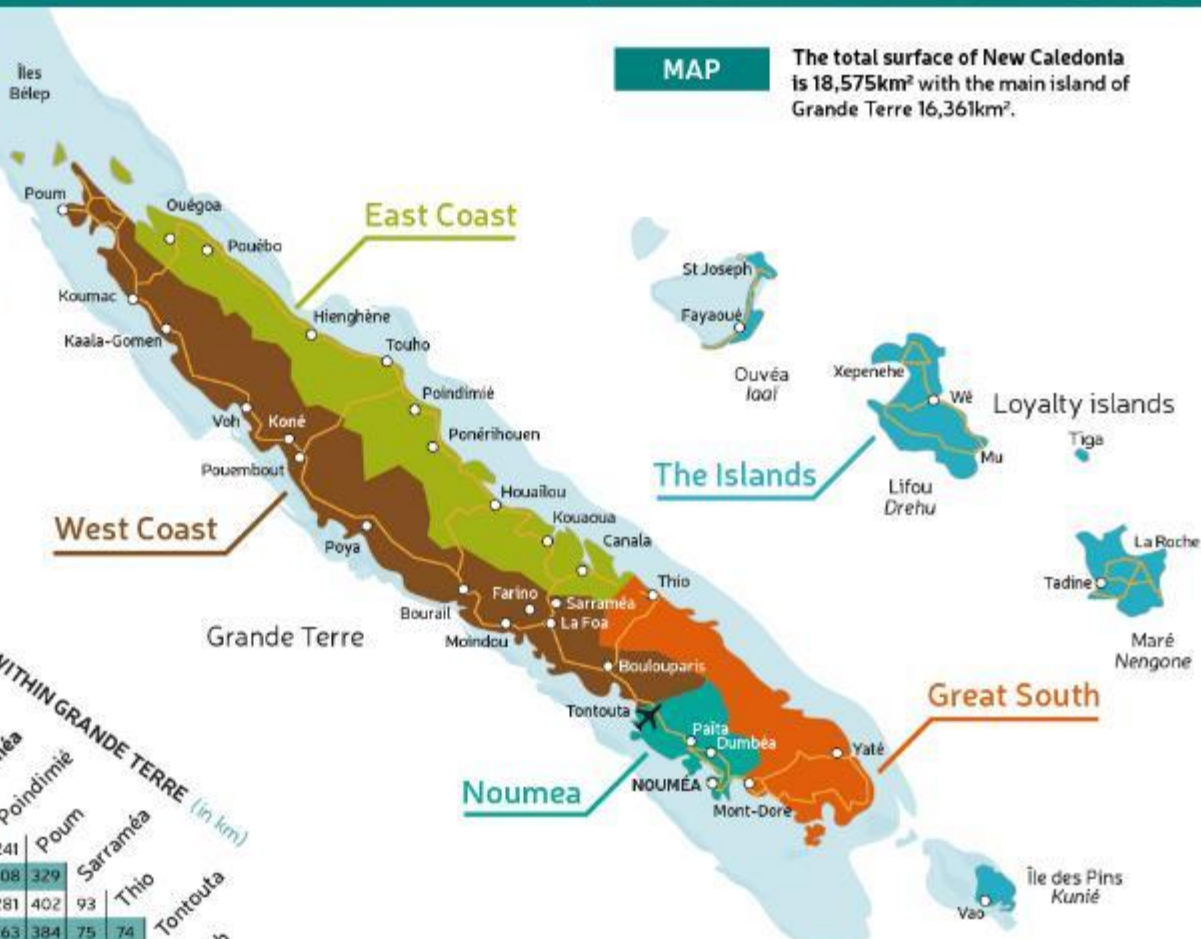 MAP
The total surface of New Caledonia
is 18,575km² with the main island of
Grande Terre 16,361km².
Îles
Bélep
Poum
Ouégoa
Pouébo
East Coast
Koumac
Kaala-Gomen
Hienghène
Touho
Poindimié
Ponérihouen
Voh
Koné
Pouembout
Houaïlou
Kouaoua
Canala
West Coast
Poya
Bourail
Farino
Sarraméa
La Foa
Moindou
Thio
Grande Terre
Boulouparis
Tontouta
Païta
Dumbéa
NOUMÉA
Mont-Dore
Yaté
Noumea
Great South
St Joseph
Fayaoué
Ouvéa
Iaaï
Xepenehe
Wé
Mu
Loyalty islands
Tiga
The Islands
Lifou
Drehu
La Roche
Tadine
Maré
Nengone
Île des Pins
Kunié
Vao
WITHIN GRANDE TERRE (in km)
Poindimié
Poum
Sarraméa
Thio
Tontouta
241
329
281 402 93
384 75 74